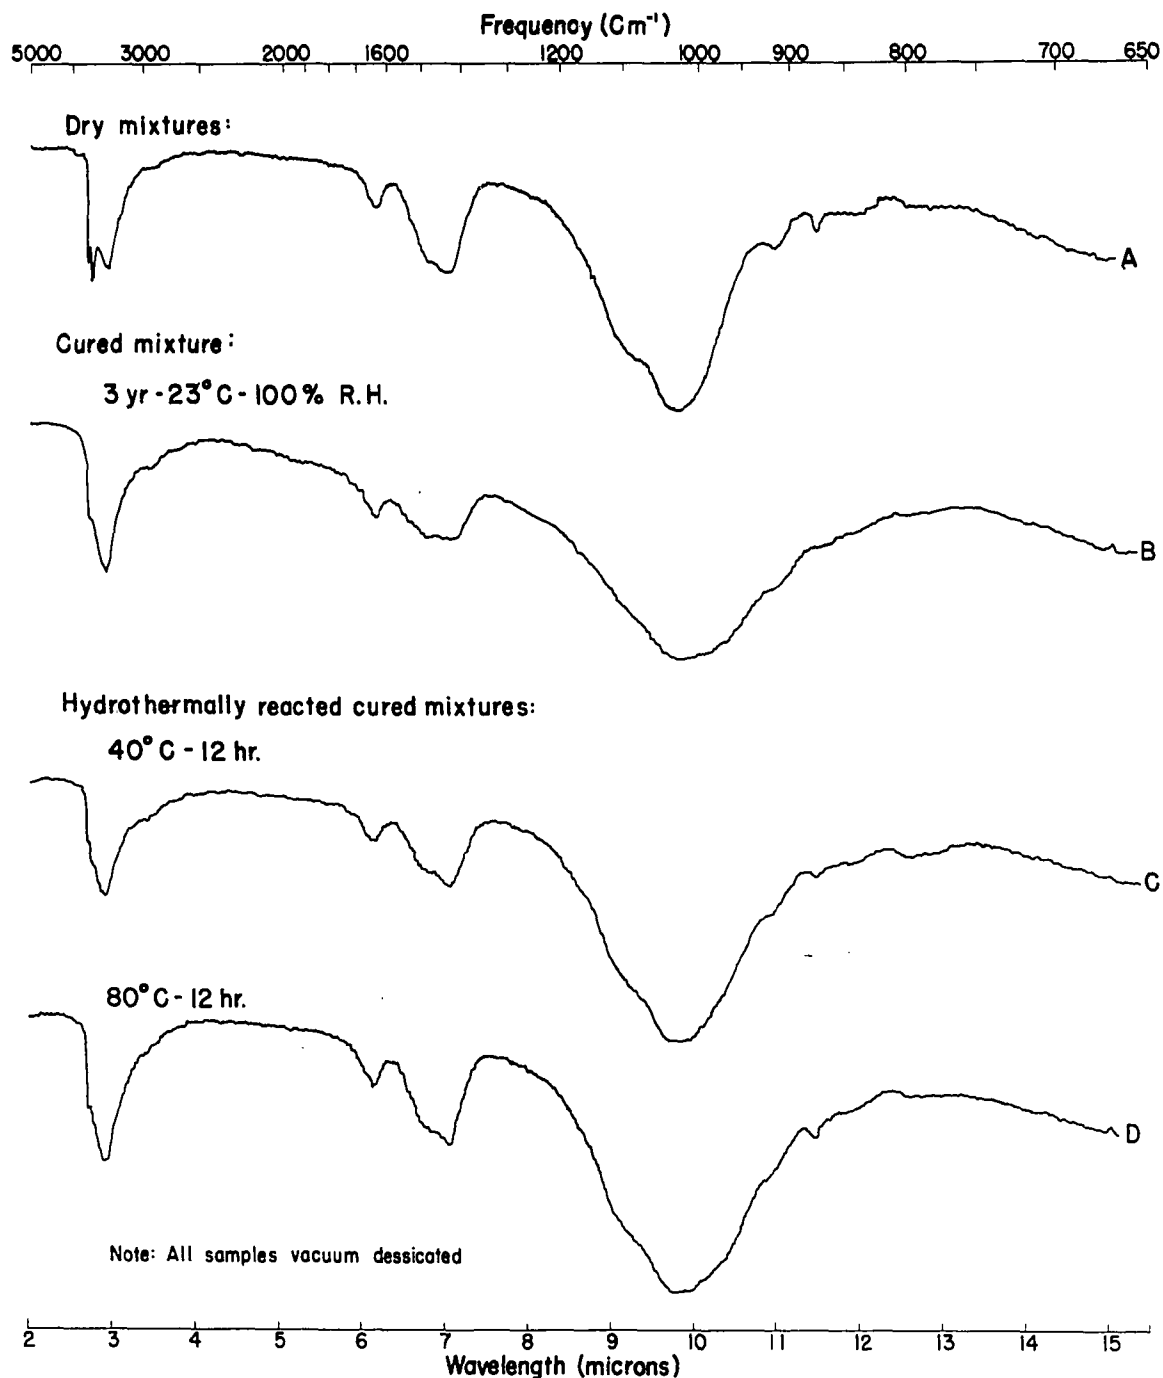 Frequency (Cm⁻¹)
5000 3000 2000 1600 1200 1000 900 800 700 650
Dry mixtures:
A
Cured mixture:
3 yr - 23°C - 100% R.H.
B
Hydrothermally reacted cured mixtures:
40°C - 12 hr.
C
80°C - 12 hr.
D
Note: All samples vacuum dessicated
2 3 4 5 6 7 8 9 10 11 12 13 14 15
Wavelength (microns)